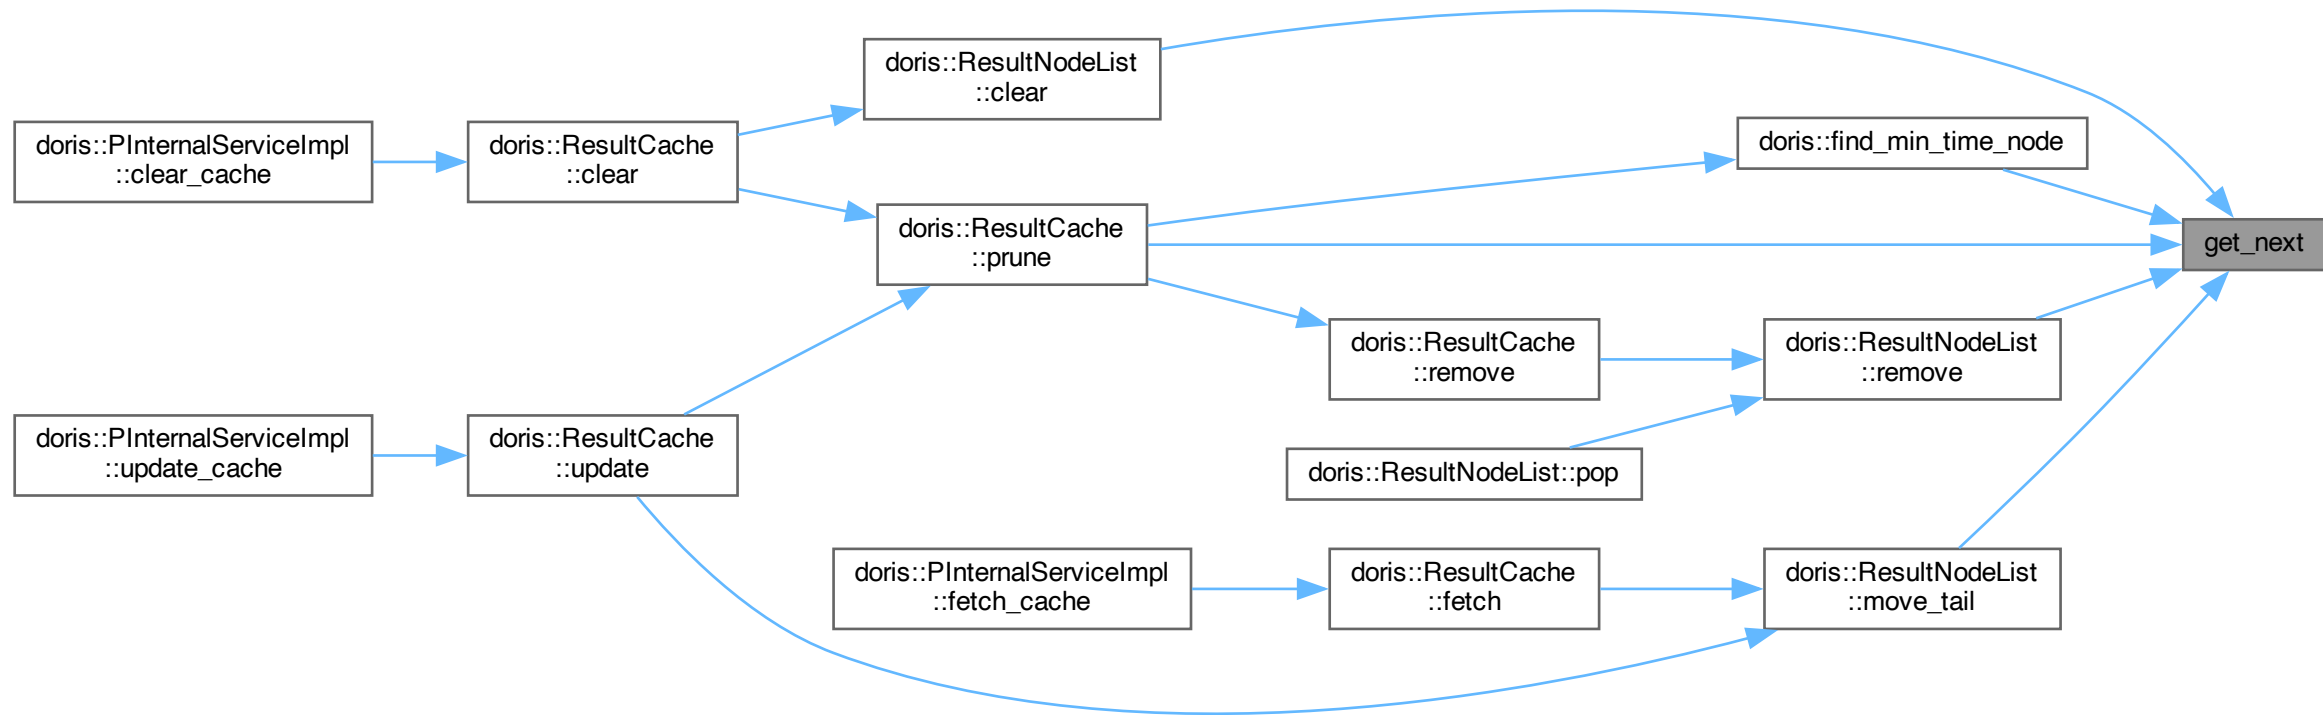 doris::ResultNodeList
::clear
doris::PInternalServiceImpl
::clear_cache
doris::ResultCache
::clear
doris::find_min_time_node
doris::ResultCache
::prune
get_next
doris::ResultCache
::remove
doris::ResultNodeList
::remove
doris::PInternalServiceImpl
::update_cache
doris::ResultCache
::update
doris::ResultNodeList::pop
doris::PInternalServiceImpl
::fetch_cache
doris::ResultCache
::fetch
doris::ResultNodeList
::move_tail